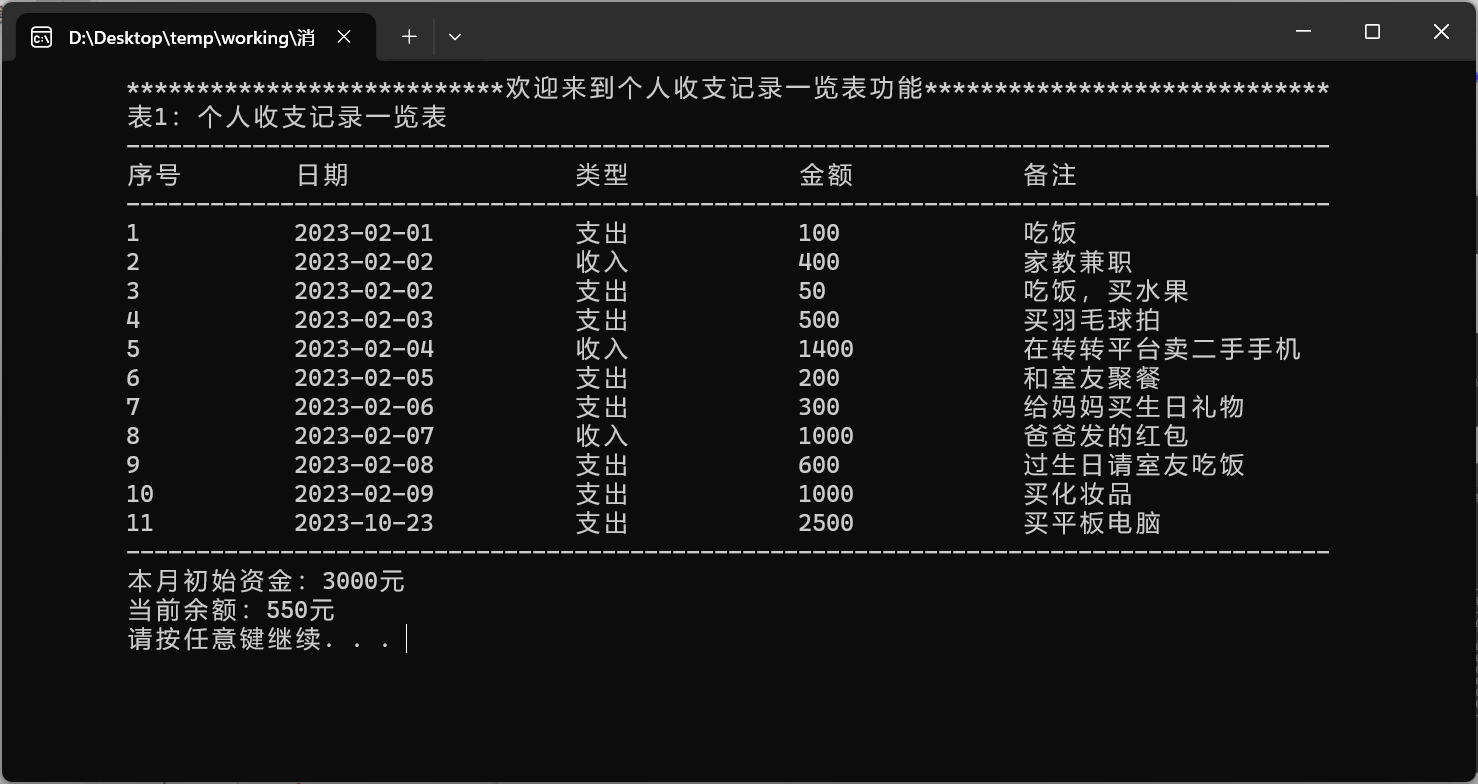 D:\Desktop\temp\working\消
***************************欢迎来到个人收支记录一览表功能*****************************
表1: 个人收支记录一览表
--------------------------------------------------------------------------------------
序号 日期 类型 金额 备注
--------------------------------------------------------------------------------------
1 2023-02-01 支出 100 吃饭
2 2023-02-02 收入 400 家教兼职
3 2023-02-02 支出 50 吃饭，买水果
4 2023-02-03 支出 500 买羽毛球拍
5 2023-02-04 收入 1400 在转转平台卖二手手机
6 2023-02-05 支出 200 和室友聚餐
7 2023-02-06 支出 300 给妈妈买生日礼物
8 2023-02-07 收入 1000 爸爸发的红包
9 2023-02-08 支出 600 过生日请室友吃饭
10 2023-02-09 支出 1000 买化妆品
11 2023-10-23 支出 2500 买平板电脑
--------------------------------------------------------------------------------------
本月初始资金: 3000元
当前余额: 550元
请按任意键继续. . .